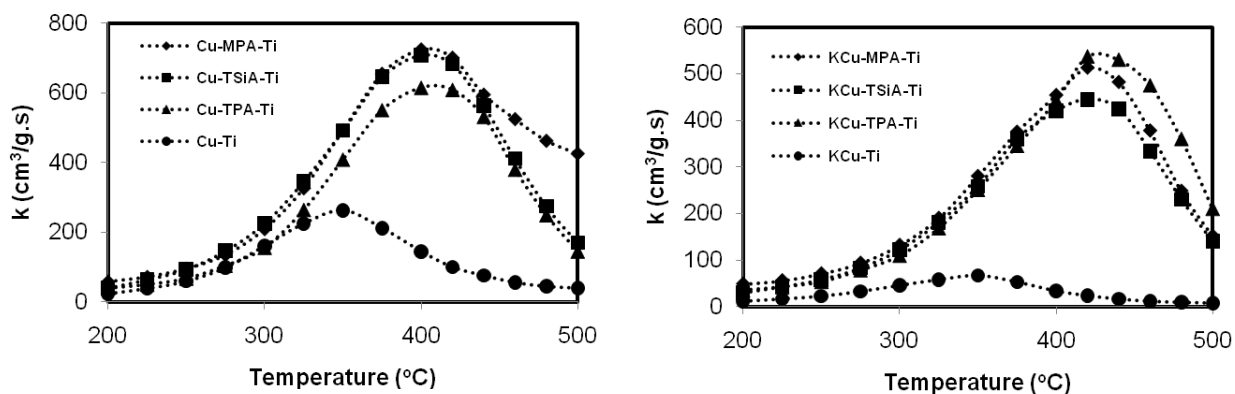 800
600
400
200
0
k (cm³/g.s)
Cu-MPA-Ti
Cu-TSiA-Ti
Cu-TPA-Ti
Cu-Ti
200 300 400 500
Temperature (°C)
600
500
400
300
200
100
0
k (cm³/g.s)
KCu-MPA-Ti
KCu-TSiA-Ti
KCu-TPA-Ti
KCu-Ti
200 300 400 500
Temperature (°C)